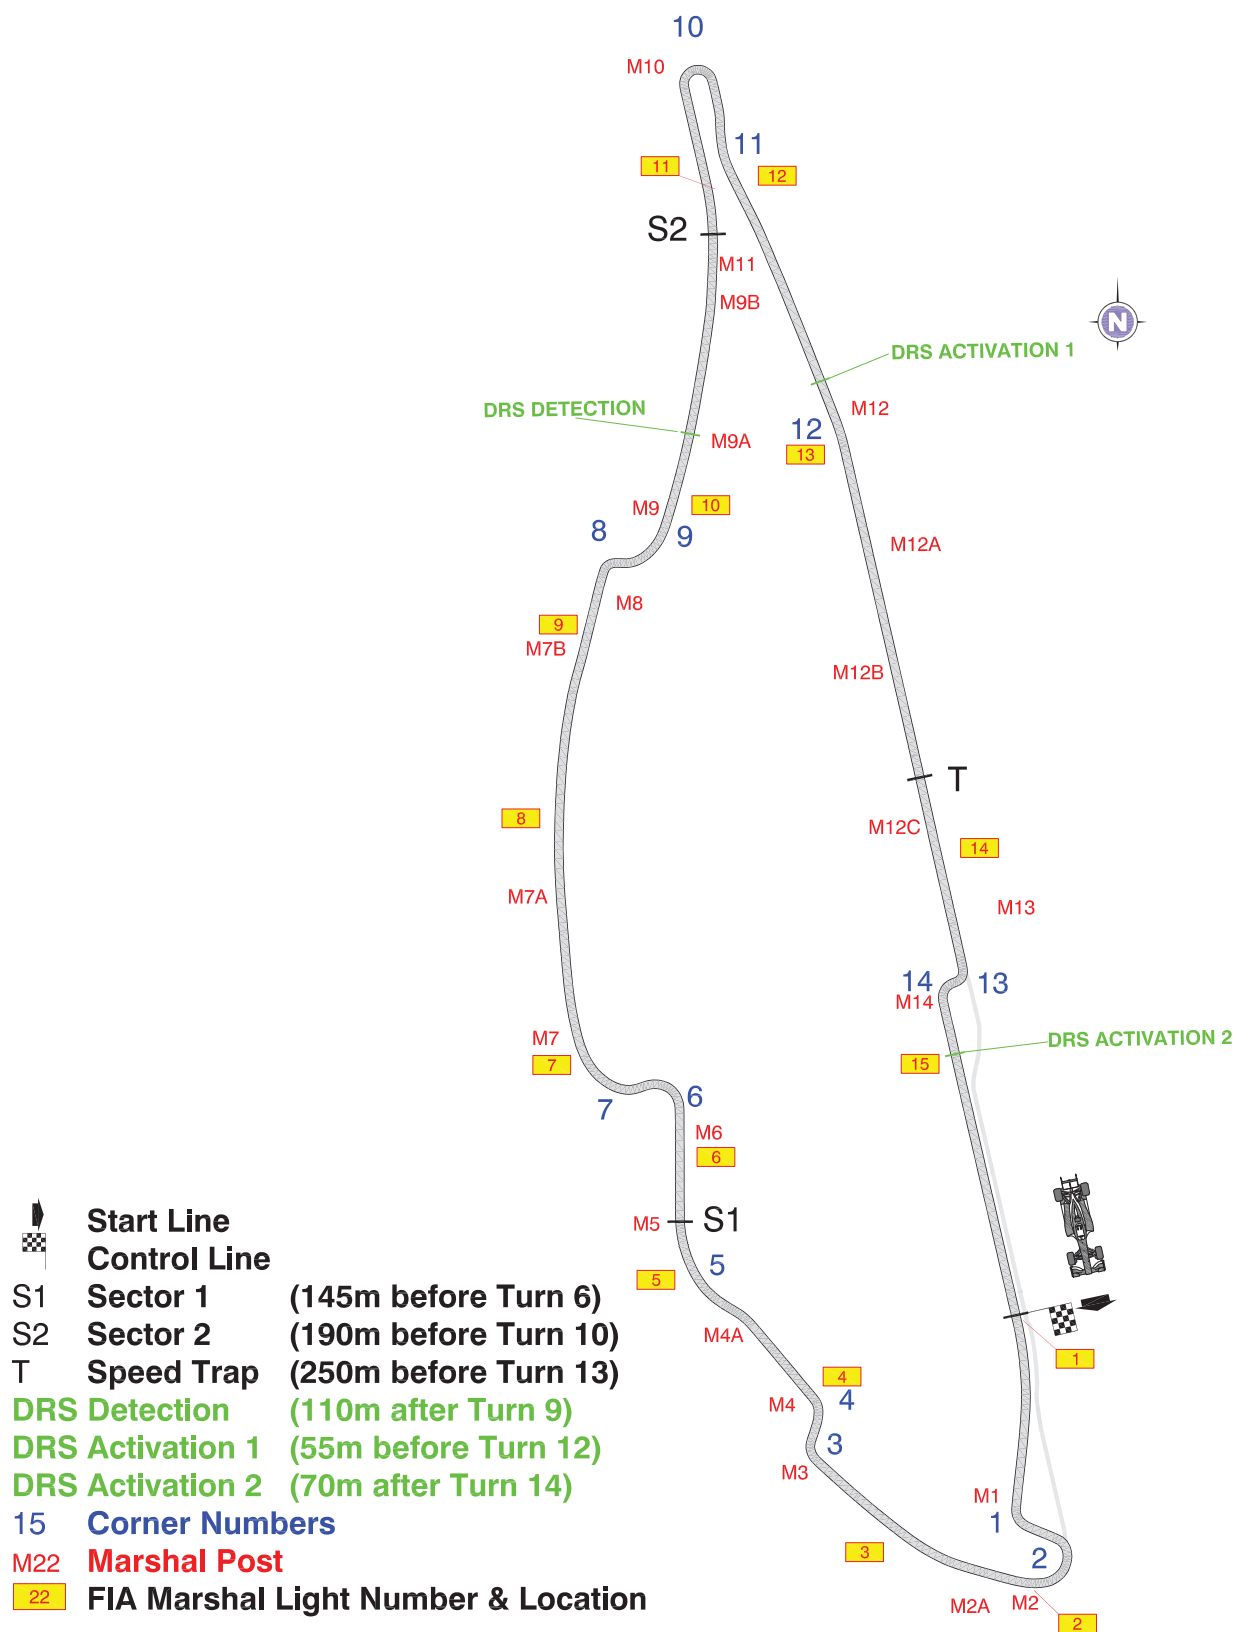 10
M10
11
11
12
S2
M11
M9B
N
DRS ACTIVATION 1
DRS DETECTION
M12
12
M9A
13
M9
10
8
9
M12A
M8
9
M7B
M12B
T
8
M12C
14
M7A
M13
14
13
M14
M7
DRS ACTIVATION 2
7
15
7
6
M6
6
M5
S1
5
5
M4A
1
4
M4
4
3
M3
M1
1
3
2
M2A
M2
2
Start Line
Control Line
S1 Sector 1 (145m before Turn 6)
S2 Sector 2 (190m before Turn 10)
T Speed Trap (250m before Turn 13)
DRS Detection (110m after Turn 9)
DRS Activation 1 (55m before Turn 12)
DRS Activation 2 (70m after Turn 14)
15 Corner Numbers
M22 Marshal Post
22 FIA Marshal Light Number & Location